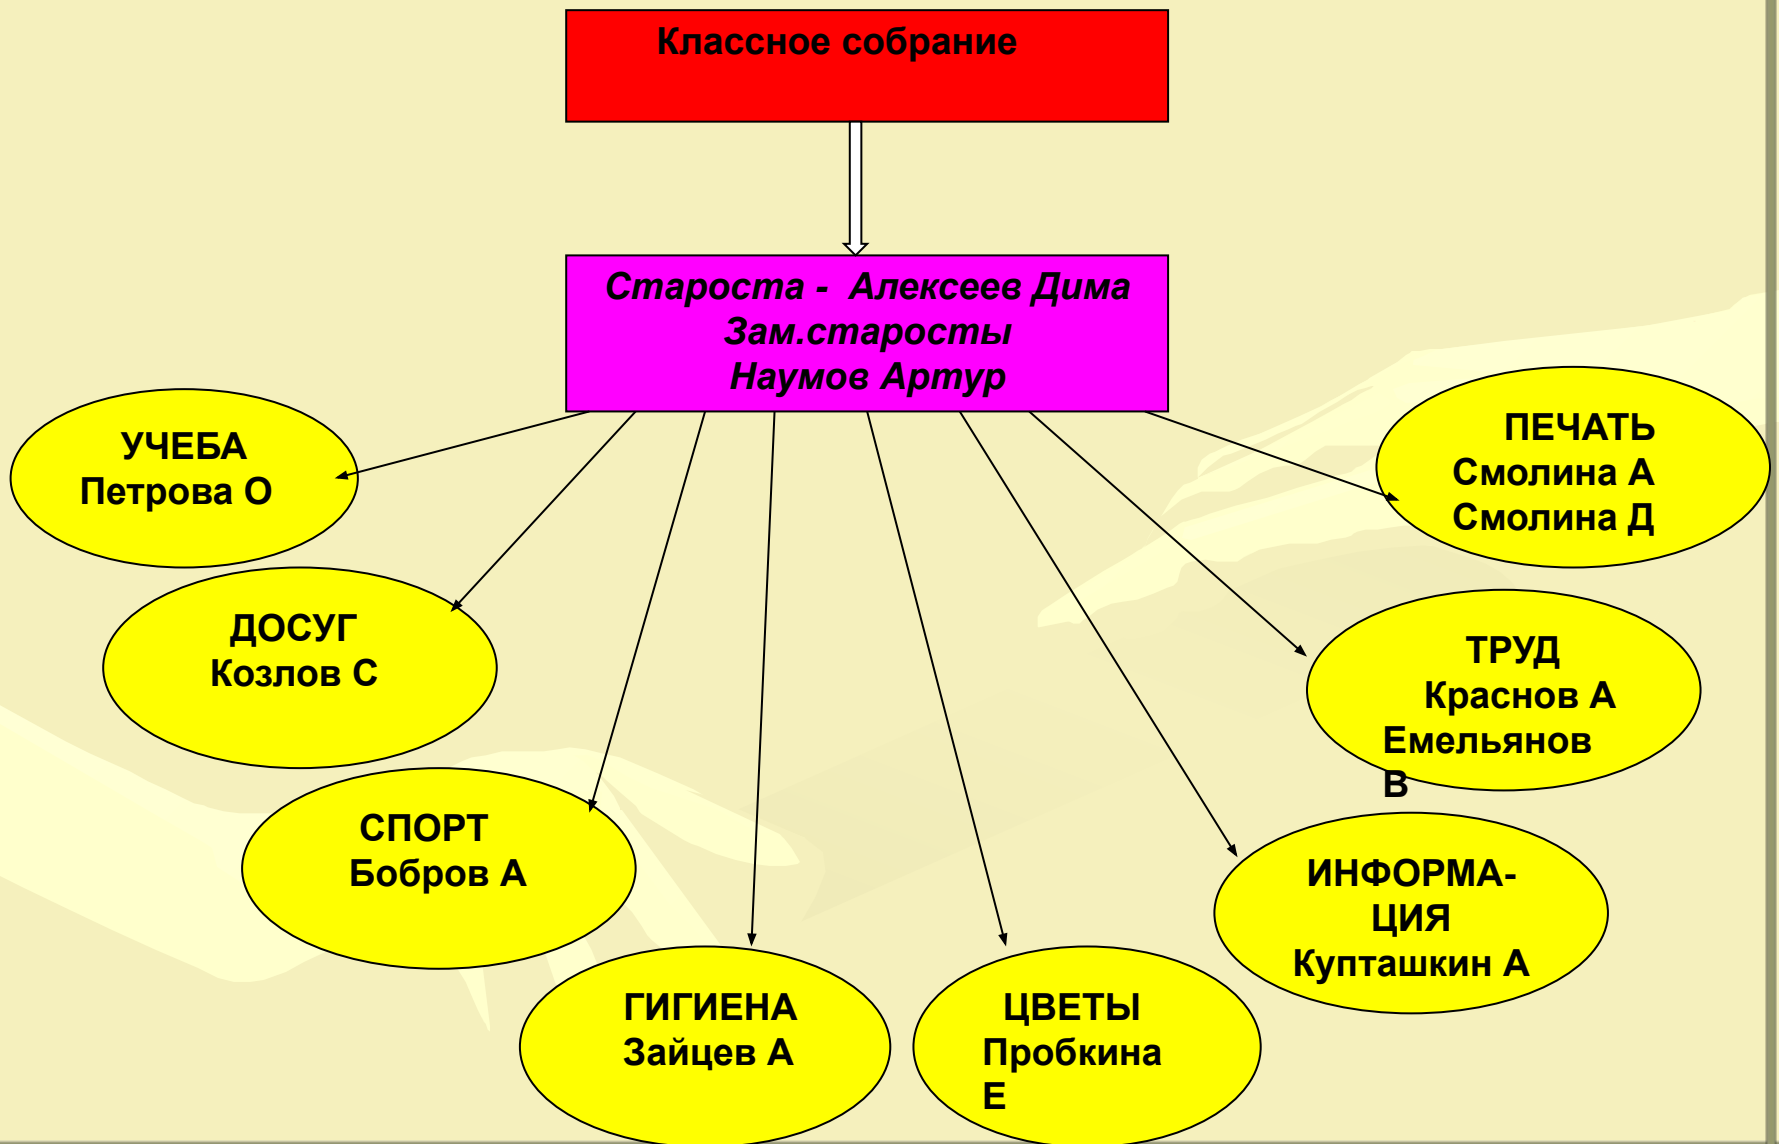 Классное собрание
Староста - Алексеев Дима
Зам.старосты
Наумов Артур
УЧЕБА
Петрова О
ДОСУГ
Козлов С
СПОРТ
Бобров А
ГИГИЕНА
Зайцев А
ЦВЕТЫ
Пробкина
Е
ИНФОРМА-
ЦИЯ
Купташкин А
ТРУД
Краснов А
Емельянов
В
ПЕЧАТЬ
Смолина А
Смолина Д